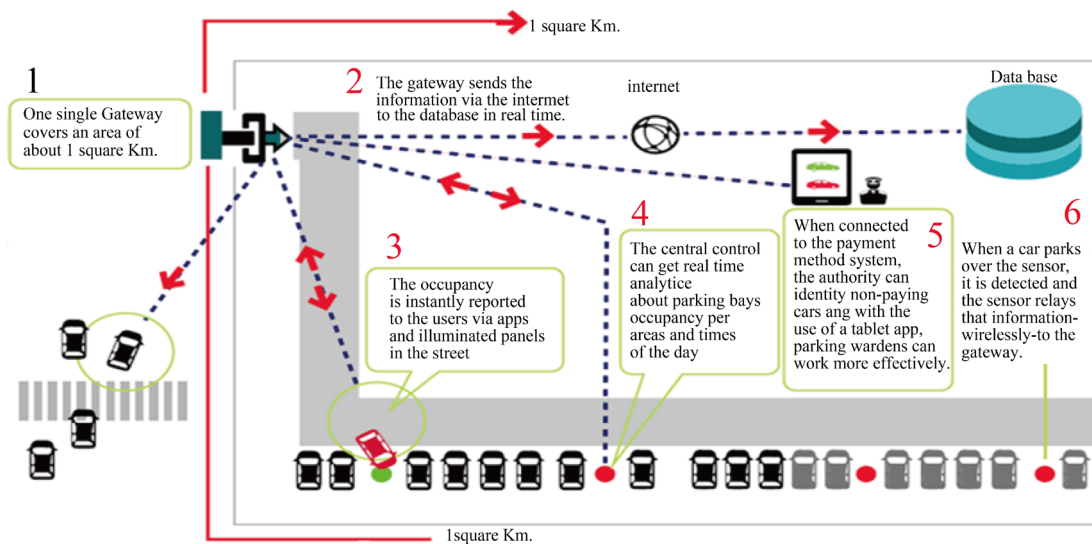 1 square Km.
1
One single Gateway
covers an area of
about 1 square Km.
2
The gateway sends the
information via the internet
to the database in real time.
internet
Data base
3
The occupancy
is instantly reported
to the users via apps
and illuminated panels
in the street
4
The central control
can get real time
analytice
about parking bays
occupancy per
areas and times
of the day
5
When connected
to the payment
method system,
the authority can
identity non-paying
cars ang with the
use of a tablet app,
parking wardens can
work more effectively.
6
When a car parks
over the sensor,
it is detected and
the sensor relays
that information-
wirelessly-to the
gateway.
1square Km.